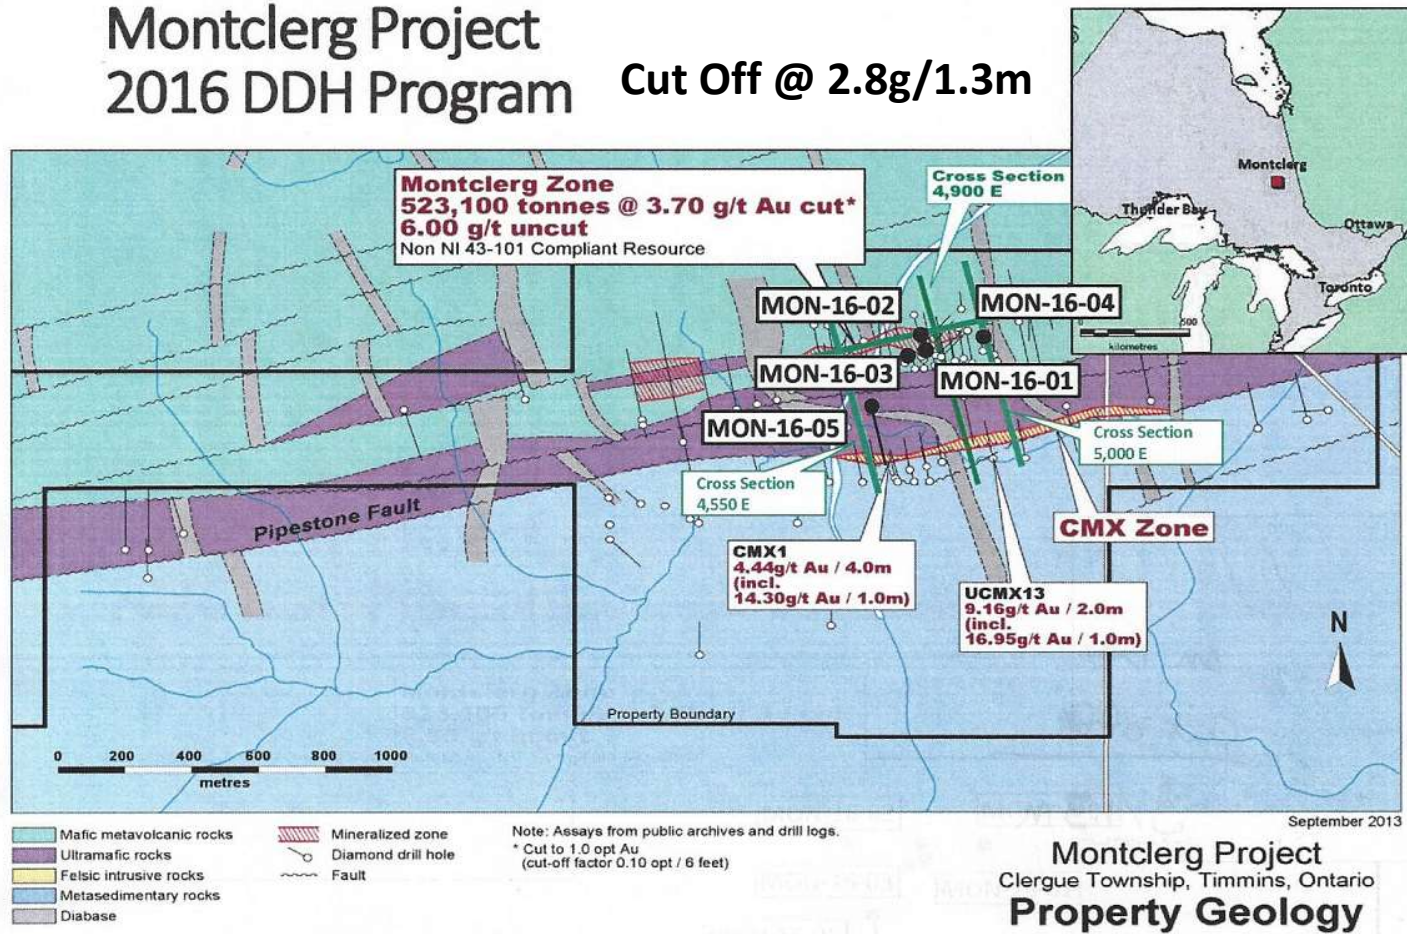 Montclerg Project
2016 DDH Program
Cut Off @ 2.8g/1.3m
Montclerg
Thunder Bay
Ottawa
Toronto
0
500
kilometres
Montclerg Zone
523,100 tonnes @ 3.70 g/t Au cut*
6.00 g/t uncut
Non NI 43-101 Compliant Resource
Cross Section
4,900 E
MON-16-02
MON-16-04
MON-16-03
MON-16-01
MON-16-05
Cross Section
5,000 E
Cross Section
4,550 E
Pipestone Fault
CMX Zone
CMX1
4.44g/t Au / 4.0m
(incl.
14.30g/t Au / 1.0m)
UCMX13
9.16g/t Au / 2.0m
(incl.
16.95g/t Au / 1.0m)
N
Property Boundary
0 200 400 600 800 1000
metres
September 2013
Mafic metavolcanic rocks
Ultramafic rocks
Felsic intrusive rocks
Metasedimentary rocks
Diabase
Mineralized zone
Diamond drill hole
Fault
Note: Assays from public archives and drill logs.
* Cut to 1.0 opt Au
(cut-off factor 0.10 opt / 6 feet)
Montclerg Project
Clergue Township, Timmins, Ontario
Property Geology